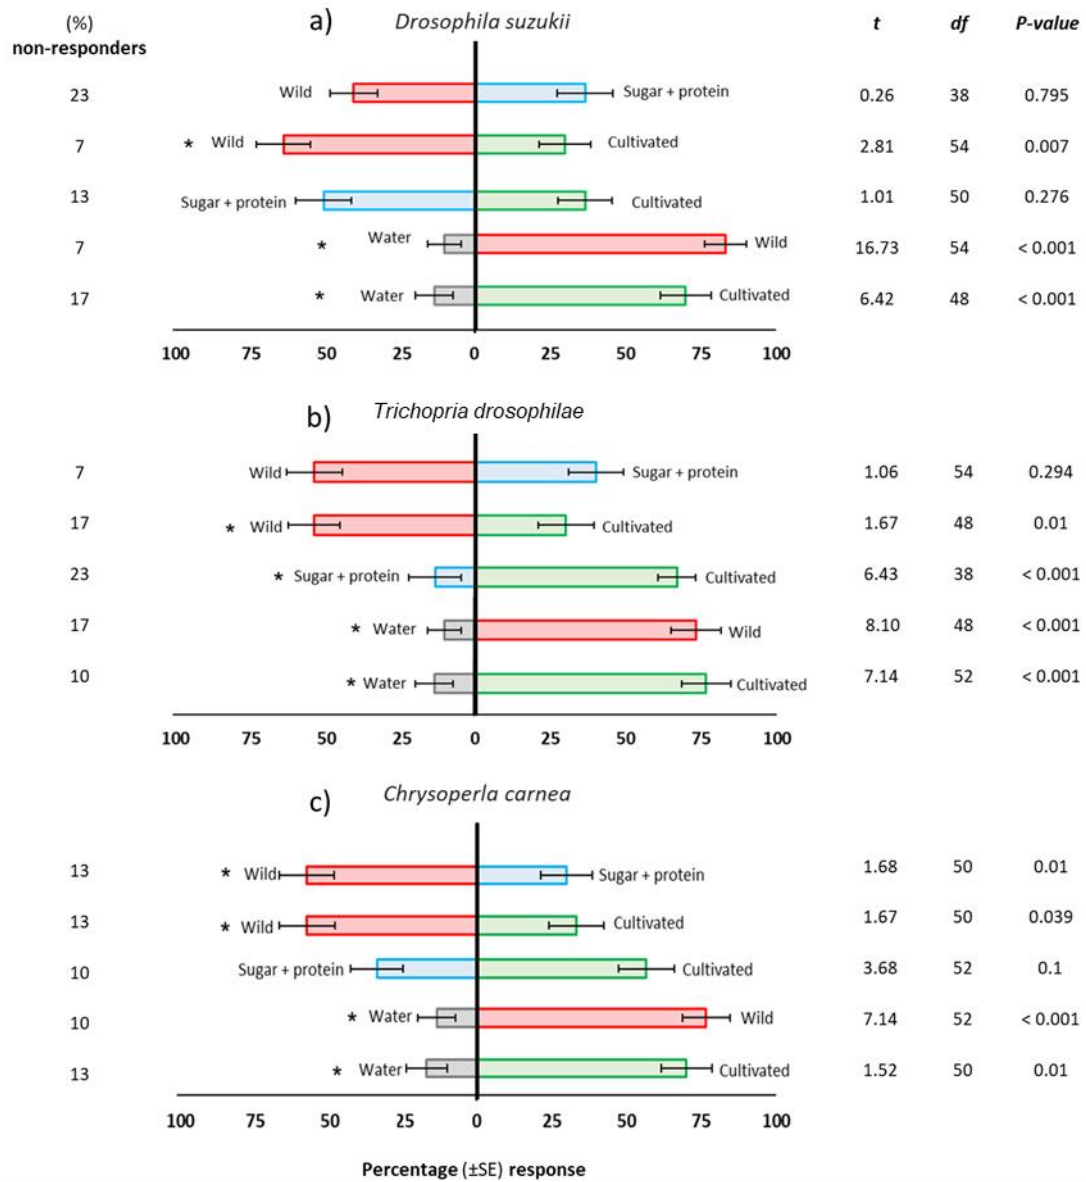 (%) a) Drosophila suzukii t df P-value
non-responders
23 Wild Sugar + protein 0.26 38 0.795
7 * Wild Cultivated 2.81 54 0.007
13 Sugar + protein Cultivated 1.01 50 0.276
7 * Water Wild 16.73 54 < 0.001
17 * Water Cultivated 6.42 48 < 0.001
100 75 50 25 0 25 50 75 100
b) Trichopria drosophilae
7 Wild Sugar + protein 1.06 54 0.294
17 * Wild Cultivated 1.67 48 0.01
23 * Sugar + protein Cultivated 6.43 38 < 0.001
17 * Water Wild 8.10 48 < 0.001
10 * Water Cultivated 7.14 52 < 0.001
100 75 50 25 0 25 50 75 100
c) Chrysoperla carnea
13 * Wild Sugar + protein 1.68 50 0.01
13 * Wild Cultivated 1.67 50 0.039
10 Sugar + protein Cultivated 3.68 52 0.1
10 * Water Wild 7.14 52 < 0.001
13 * Water Cultivated 1.52 50 0.01
100 75 50 25 0 25 50 75 100
Percentage (±SE) response